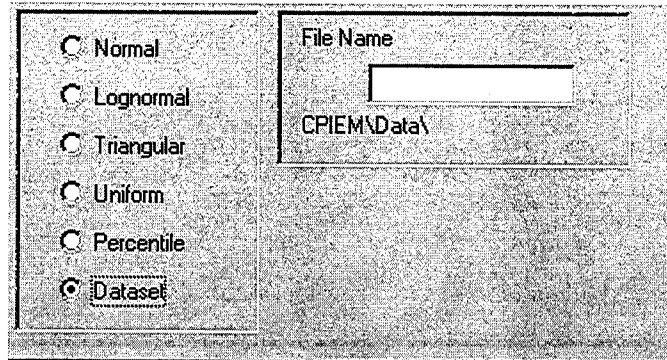 Normal
Lognormal
Triangular
Uniform
Percentile
Dataset
File Name
CPIEM\Data\